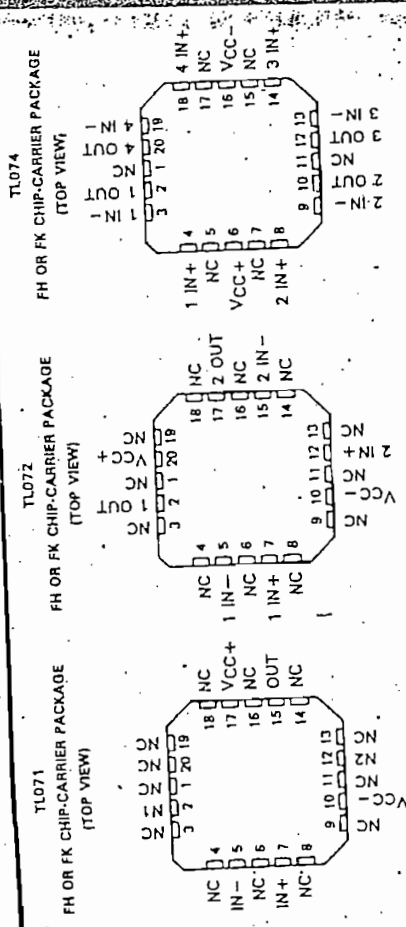 TL071
FH OR FK CHIP-CARRIER PACKAGE
(TOP VIEW)
NC N1 NC NC NC
3 2 1 20 19
NC 4 18 NC
IN- 5 17 VCC+
NC 6 16 NC
IN+ 7 15 OUT
NC 8 14 NC
9 10 11 12 13
NC VCC- NC N2 NC
TL072
FH OR FK CHIP-CARRIER PACKAGE
(TOP VIEW)
NC 1 OUT NC VCC+ NC
3 2 1 20 19
NC 4 18 NC
1 IN- 5 17 2 OUT
NC 6 16 NC
1 IN+ 7 15 2 IN-
NC 8 14 NC
9 10 11 12 13
NC VCC- NC 2 IN+ NC
TL074
FH OR FK CHIP-CARRIER PACKAGE
(TOP VIEW)
1 IN- 1 OUT NC 4 OUT 4 IN-
3 2 1 20 19
1 IN+ 4 18 4 IN+
NC 5 17 NC
VCC+ 6 16 VCC-
NC 7 15 NC
2 IN+ 8 14 3 IN+
9 10 11 12 13
2 IN- 2 OUT NC 3 OUT 3 IN-